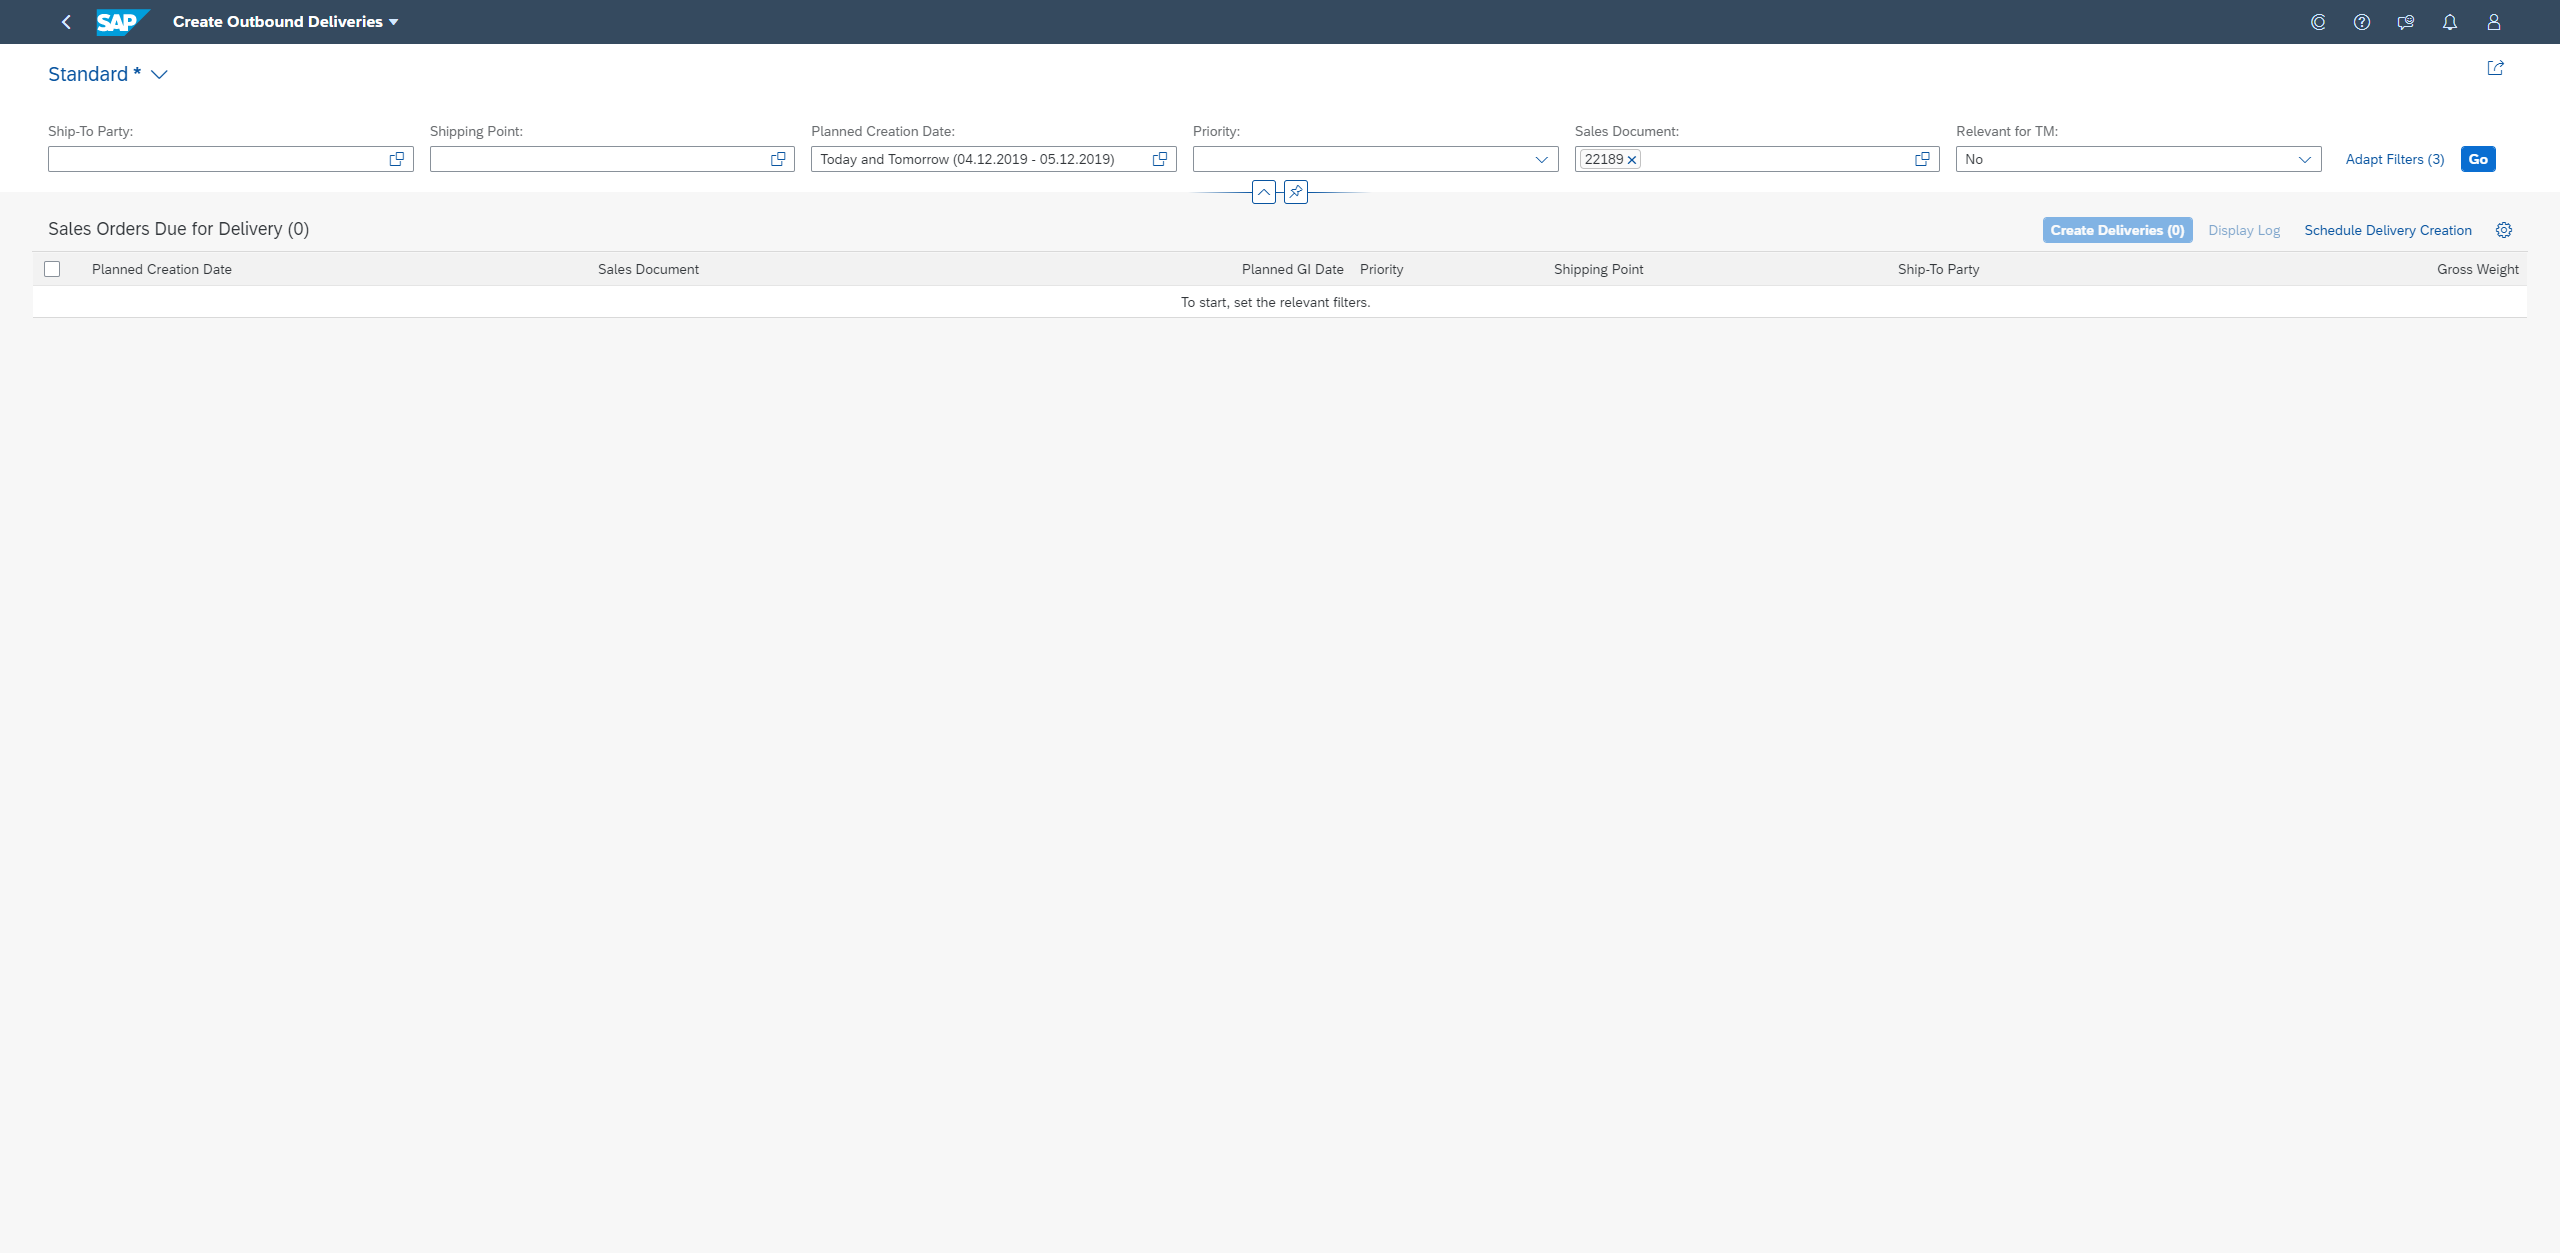 SAP Create Outbound Deliveries
Standard *
Ship-To Party: Shipping Point: Planned Creation Date: Priority: Sales Document: Relevant for TM:
Today and Tomorrow (04.12.2019 - 05.12.2019) 22189 No Adapt Filters (3) Go
Sales Orders Due for Delivery (0) Create Deliveries (0) Display Log Schedule Delivery Creation
Planned Creation Date Sales Document Planned GI Date Priority Shipping Point Ship-To Party Gross Weight
To start, set the relevant filters.